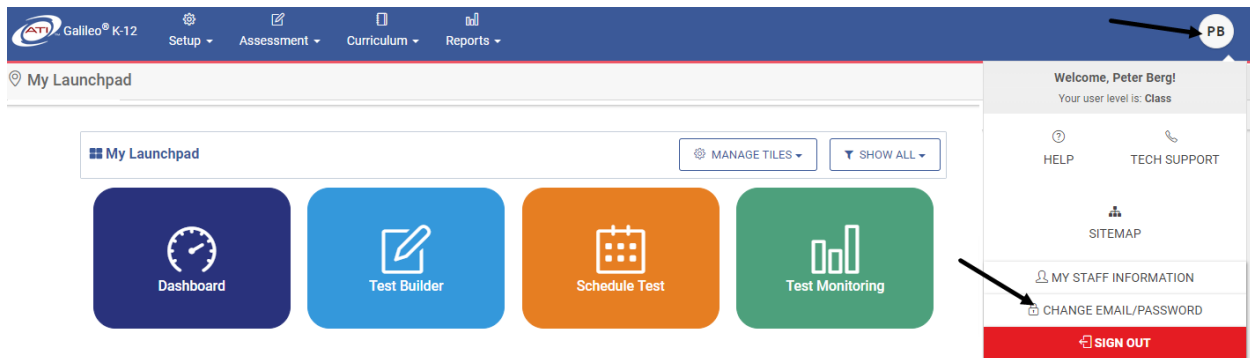 ATI Galileo® K-12
Setup
Assessment
Curriculum
Reports
PB
My Launchpad
Welcome, Peter Berg!
Your user level is: Class
HELP
TECH SUPPORT
SITEMAP
MY STAFF INFORMATION
CHANGE EMAIL/PASSWORD
SIGN OUT
My Launchpad
MANAGE TILES
SHOW ALL
Dashboard
Test Builder
Schedule Test
Test Monitoring